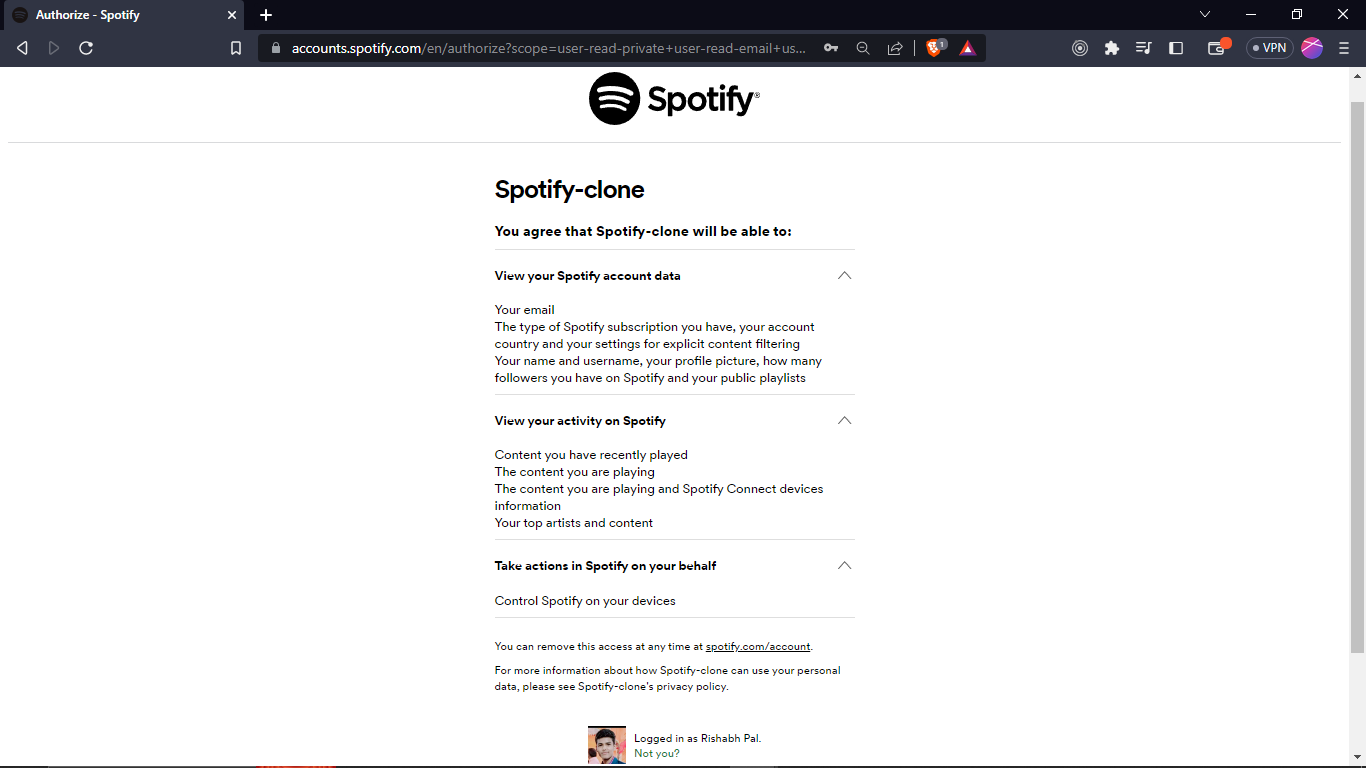 Authorize - Spotify
accounts.spotify.com/en/authorize?scope=user-read-private+user-read-email+us...
1
VPN
Spotify®
Spotify-clone
You agree that Spotify-clone will be able to:
View your Spotify account data
Your email
The type of Spotify subscription you have, your account
country and your settings for explicit content filtering
Your name and username, your profile picture, how many
followers you have on Spotify and your public playlists
View your activity on Spotify
Content you have recently played
The content you are playing
The content you are playing and Spotify Connect devices
information
Your top artists and content
Take actions in Spotify on your behalf
Control Spotify on your devices
You can remove this access at any time at spotify.com/account.
For more information about how Spotify-clone can use your personal
data, please see Spotify-clone's privacy policy.
Logged in as Rishabh Pal.
Not you?